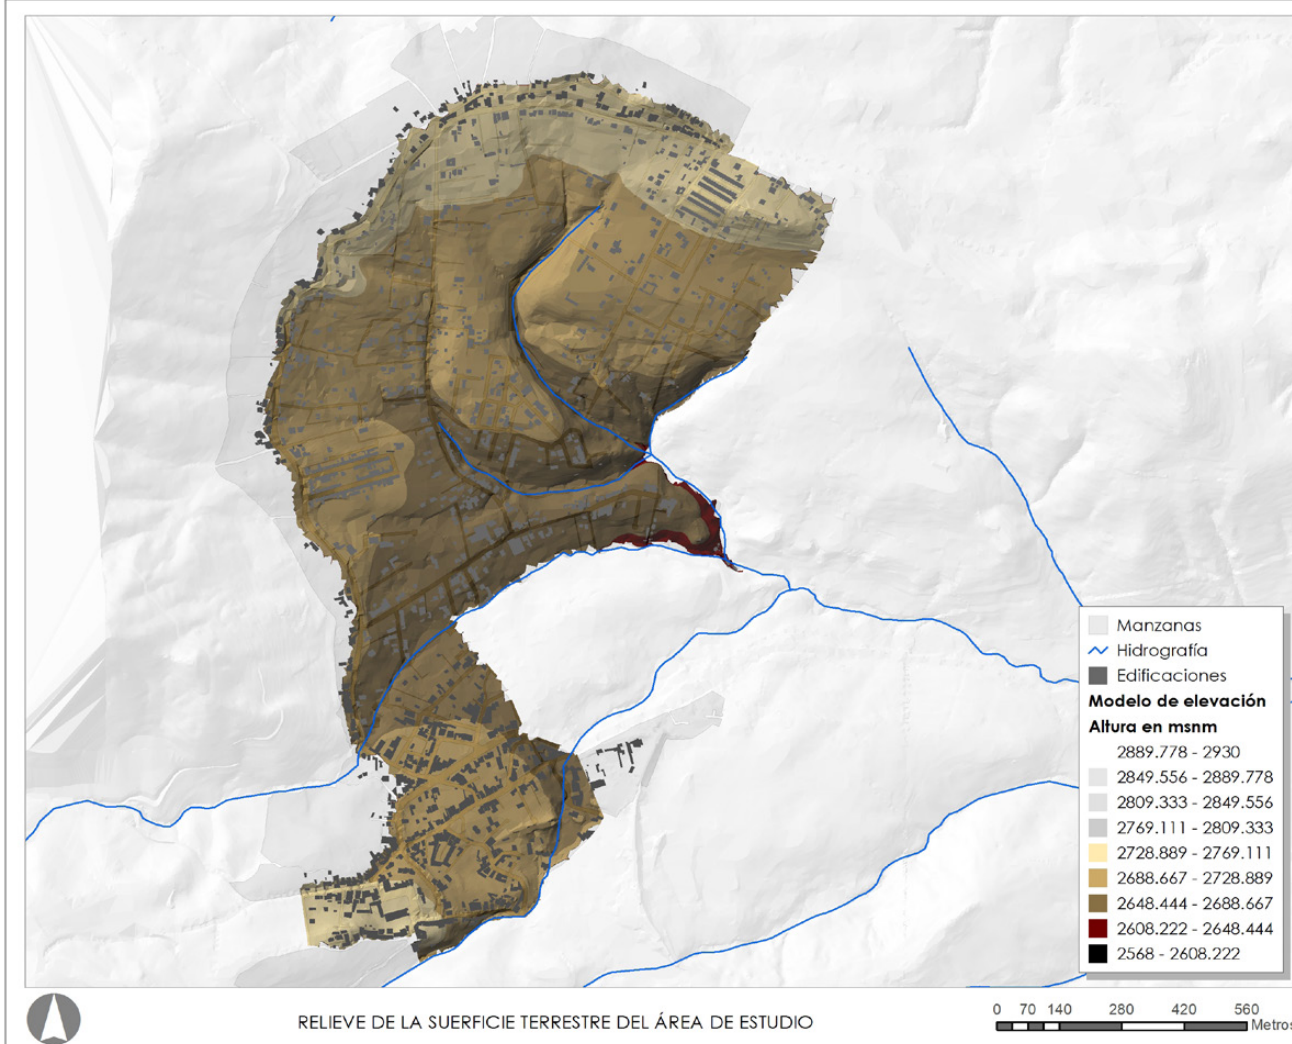 Manzanas
Hidrografía
Edificaciones
Modelo de elevación
Altura en msnm
2889.778 - 2930
2849.556 - 2889.778
2809.333 - 2849.556
2769.111 - 2809.333
2728.889 - 2769.111
2688.667 - 2728.889
2648.444 - 2688.667
2608.222 - 2648.444
2568 - 2608.222
RELIEVE DE LA SUERFICIE TERRESTRE DEL ÁREA DE ESTUDIO
0 70 140 280 420 560
Metros